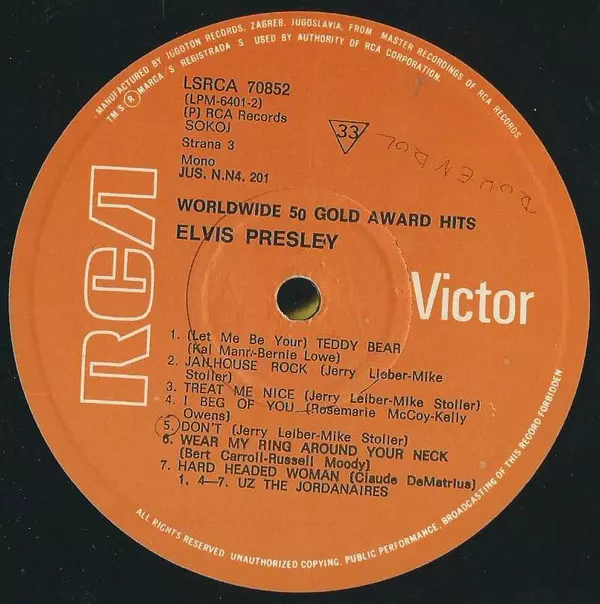 MANUFACTURED BY JUGOTON RECORDS, ZAGREB, JUGOSLAVIA, FROM MASTER RECORDINGS OF RCA RECORDS
TM S ® MARCA/S REGISTRADA S USED BY AUTHORITY OF RCA CORPORATION.
LSRCA 70852
(LPM-6401-2)
(P) RCA Records
SOKOJ
Strana 3
Mono
JUS. N.N4. 201
33
ROKENROL
WORLDWIDE 50 GOLD AWARD HITS
ELVIS PRESLEY
RCA
Victor
1. (Let Me Be Your) TEDDY BEAR
(Kal Mann-Bernie Lowe)
2. JAILHOUSE ROCK (Jerry Lieber-Mike
Stoller)
3. TREAT ME NICE (Jerry Leiber-Mike Stoller)
4. I BEG OF YOU (Rosemarie McCoy-Kelly
Owens)
5. DON'T (Jerry Leiber-Mike Stoller)
6. WEAR MY RING AROUND YOUR NECK
(Bert Carroll-Russell Moody)
7. HARD HEADED WOMAN (Claude DeMatrius)
1, 4—7. UZ THE JORDANAIRES
ALL RIGHTS RESERVED UNAUTHORIZED COPYING, PUBLIC PERFORMANCE, BROADCASTING OF THIS RECORD FORBIDDEN